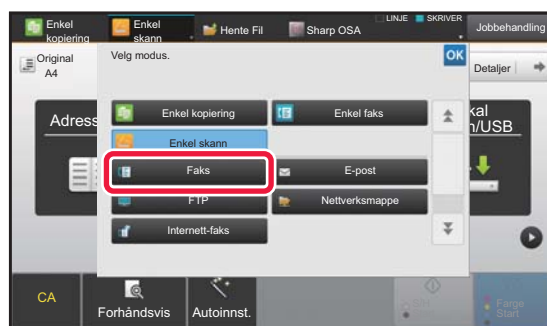 Enkel
kopiering
Enkel
skann
Hente Fil
Sharp OSA
LINJE
SKRIVER
Jobbehandling
Original
A4
Velg modus.
OK
Detaljer
Adress
kal
n/USB
Enkel kopiering
Enkel faks
Enkel skann
Faks
E-post
FTP
Nettverksmappe
Internett-faks
CA
Forhåndsvis
Autoinnst.
Farge
Start